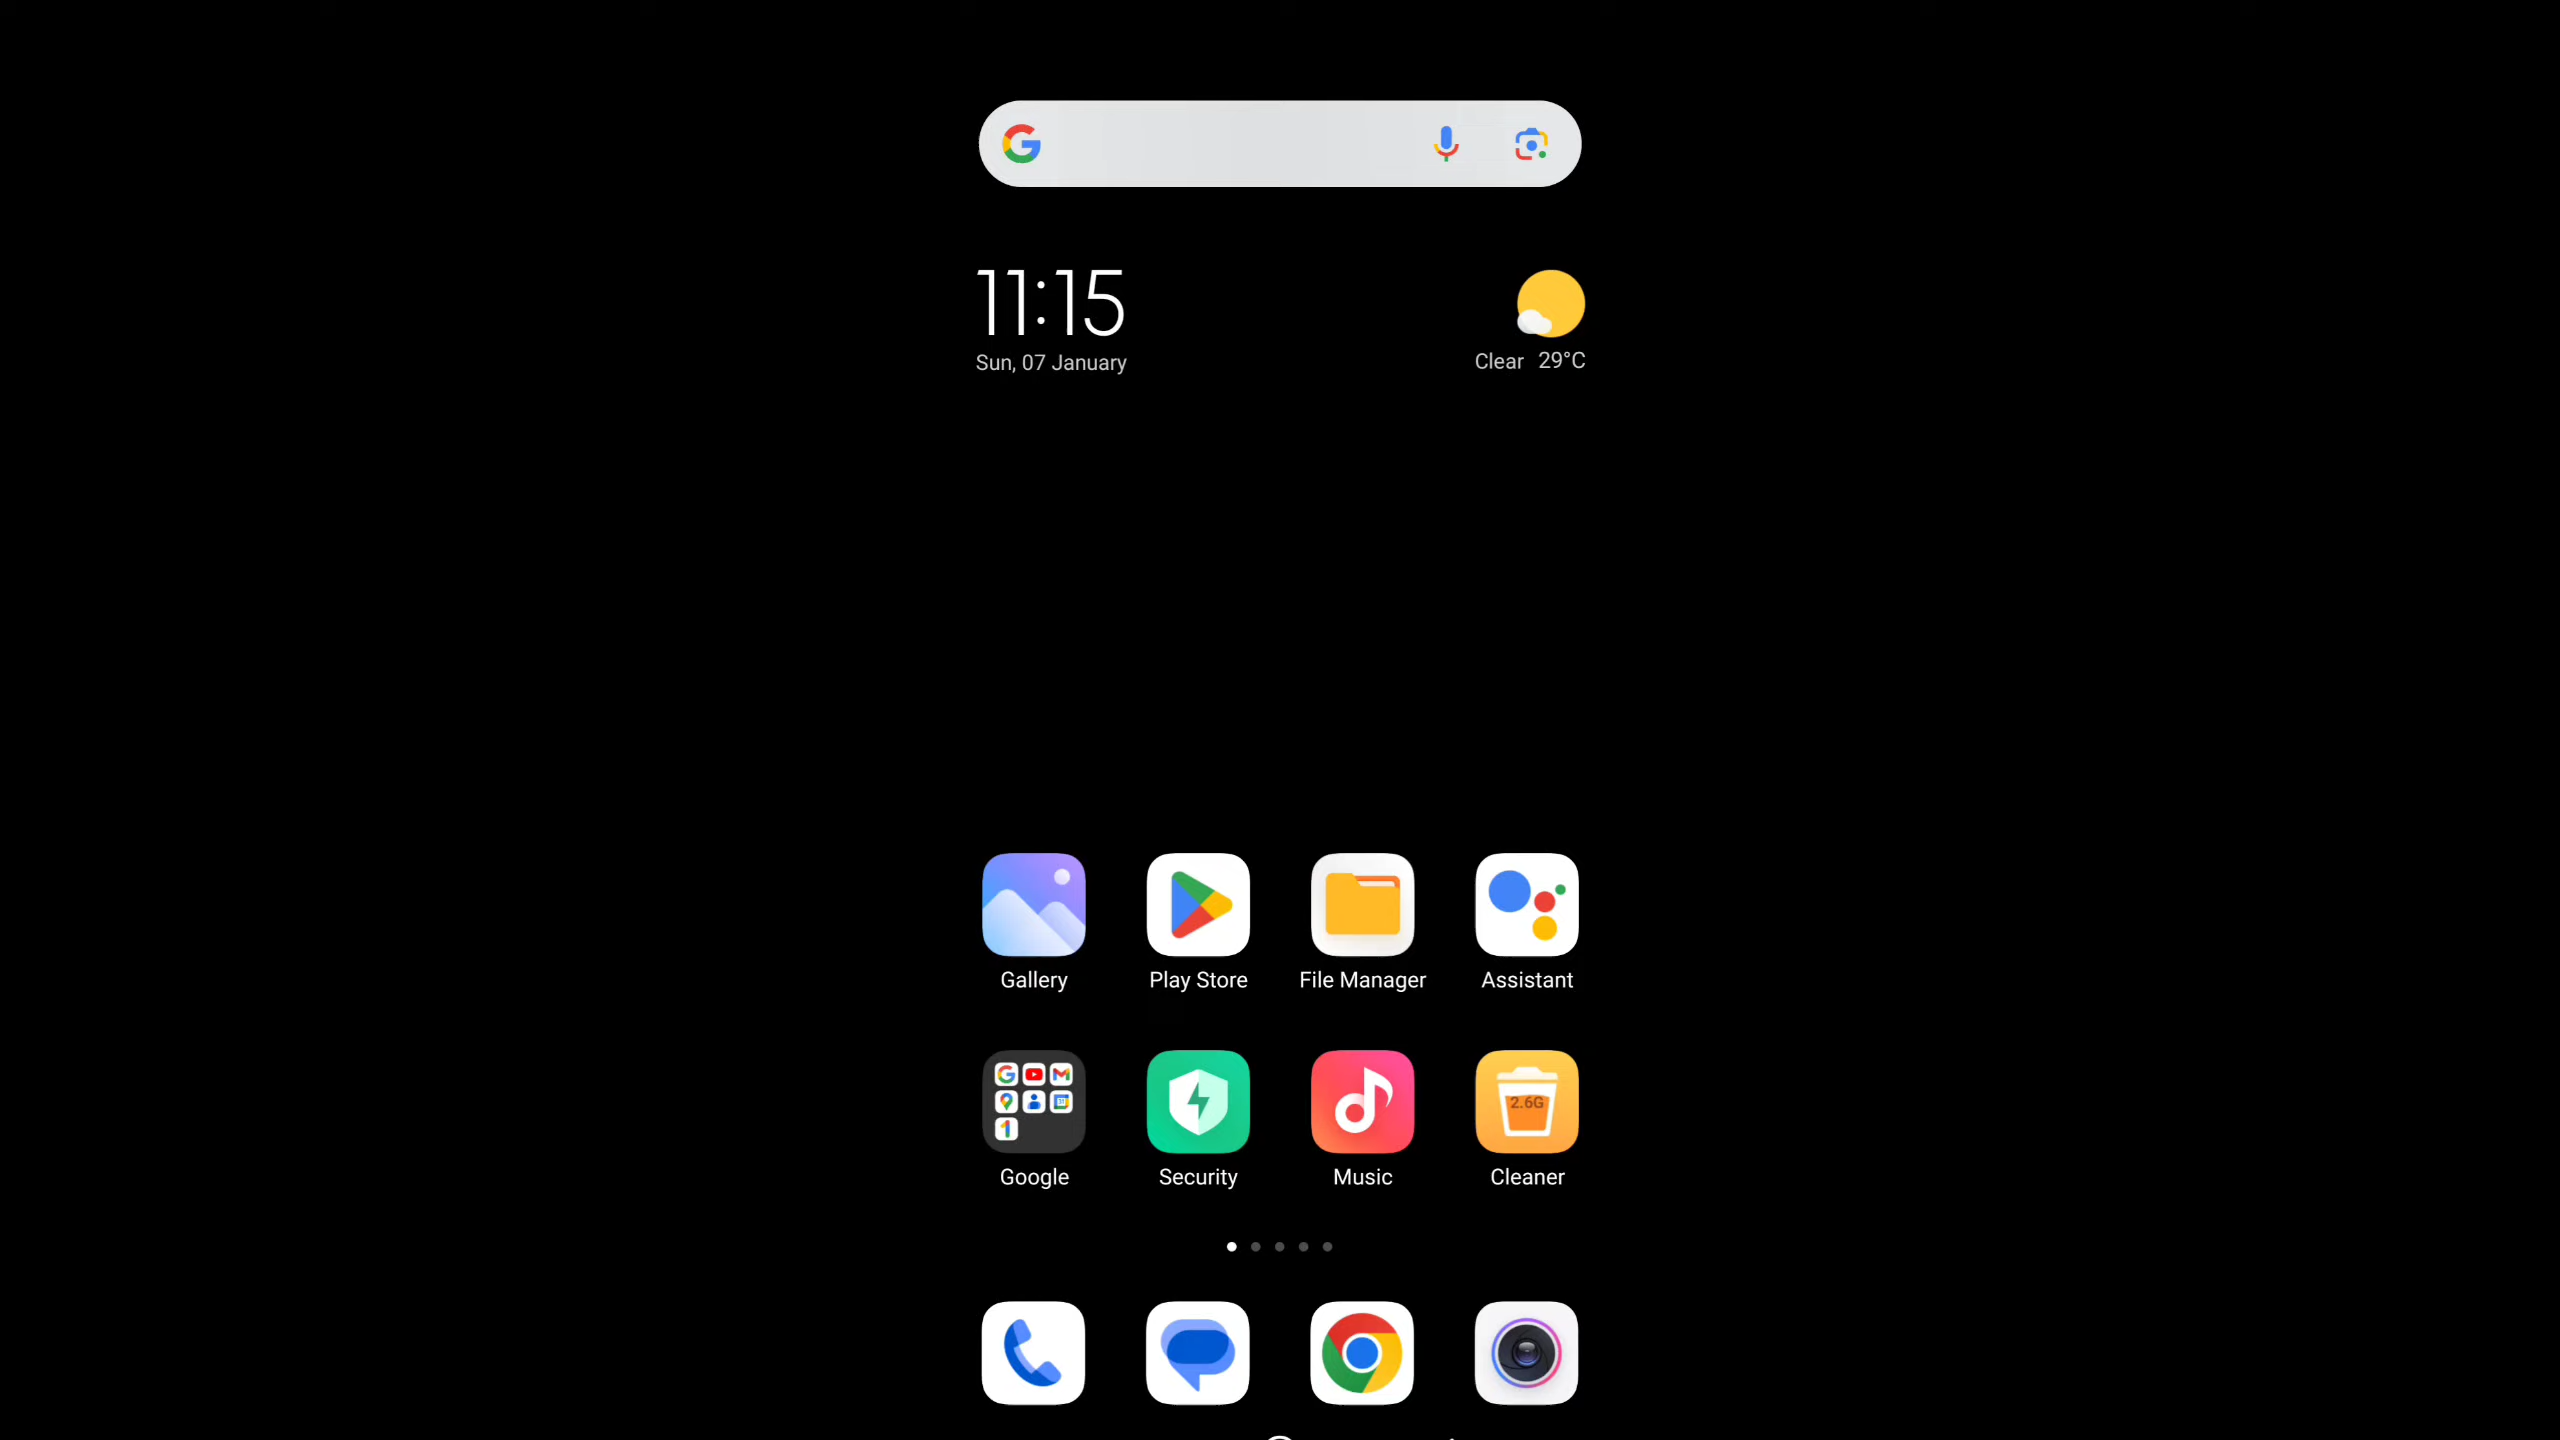 11:15
Sun, 07 January
Clear 29°C
Gallery Play Store File Manager Assistant
2.6G
Google Security Music Cleaner